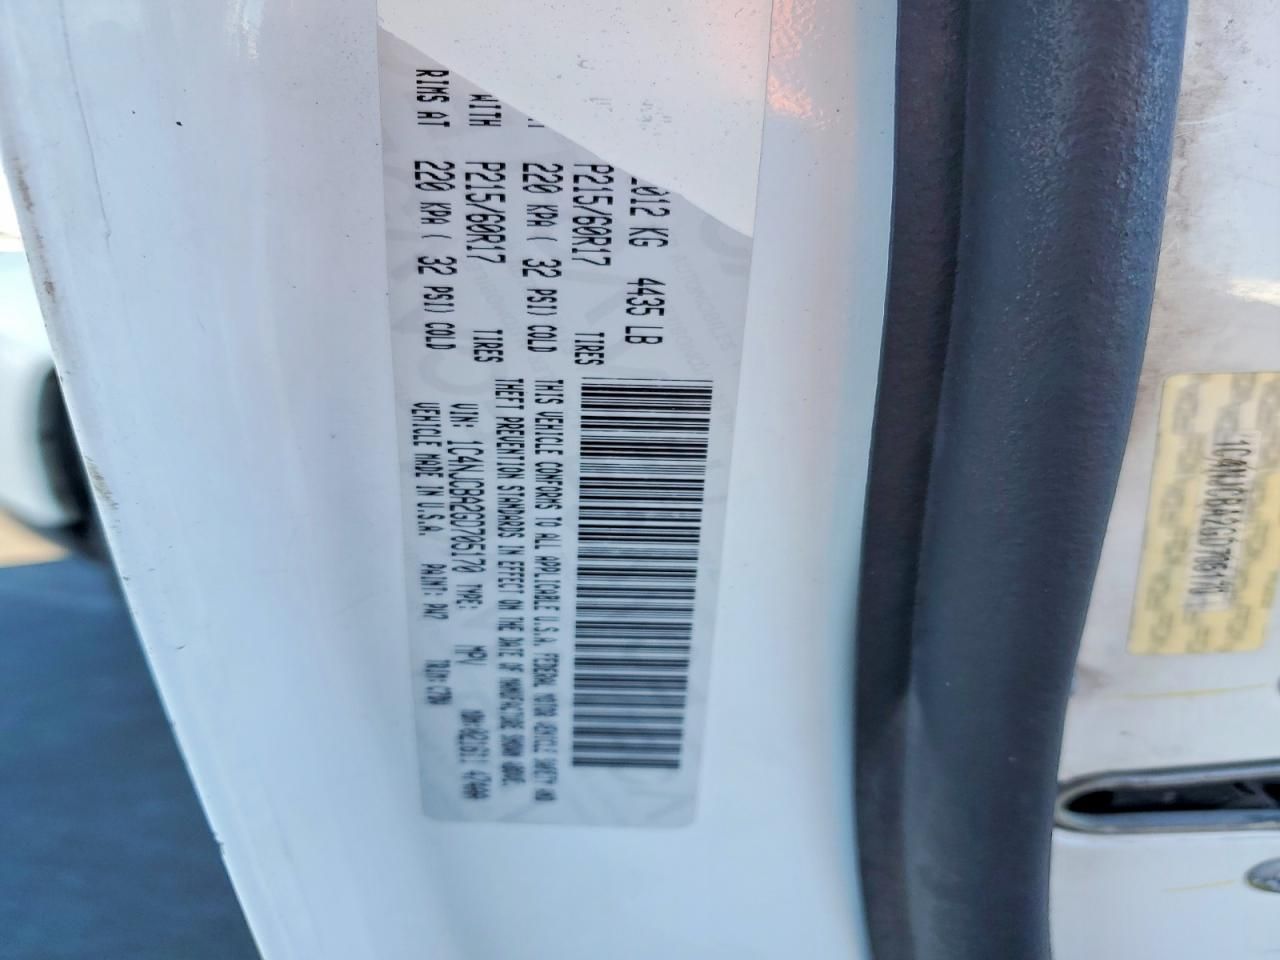 012 KG 4435 LB
P215/60R17 TIRES
220 KPA ( 32 PSI) COLD
WITH P215/60R17 TIRES
RIMS AT 220 KPA ( 32 PSI) COLD
THIS VEHICLE CONFORMS TO ALL APPLICABLE U.S.A. FEDERAL MOTOR VEHICLE SAFETY AND
THEFT PREVENTION STANDARDS IN EFFECT ON THE DATE OF MANUFACTURE SHOWN ABOVE.
VIN: 1C4NJCBA2GD705170 TYPE: MPV
VEHICLE MADE IN U.S.A. PAINT: PW7
1C4NJCBA2GD705170